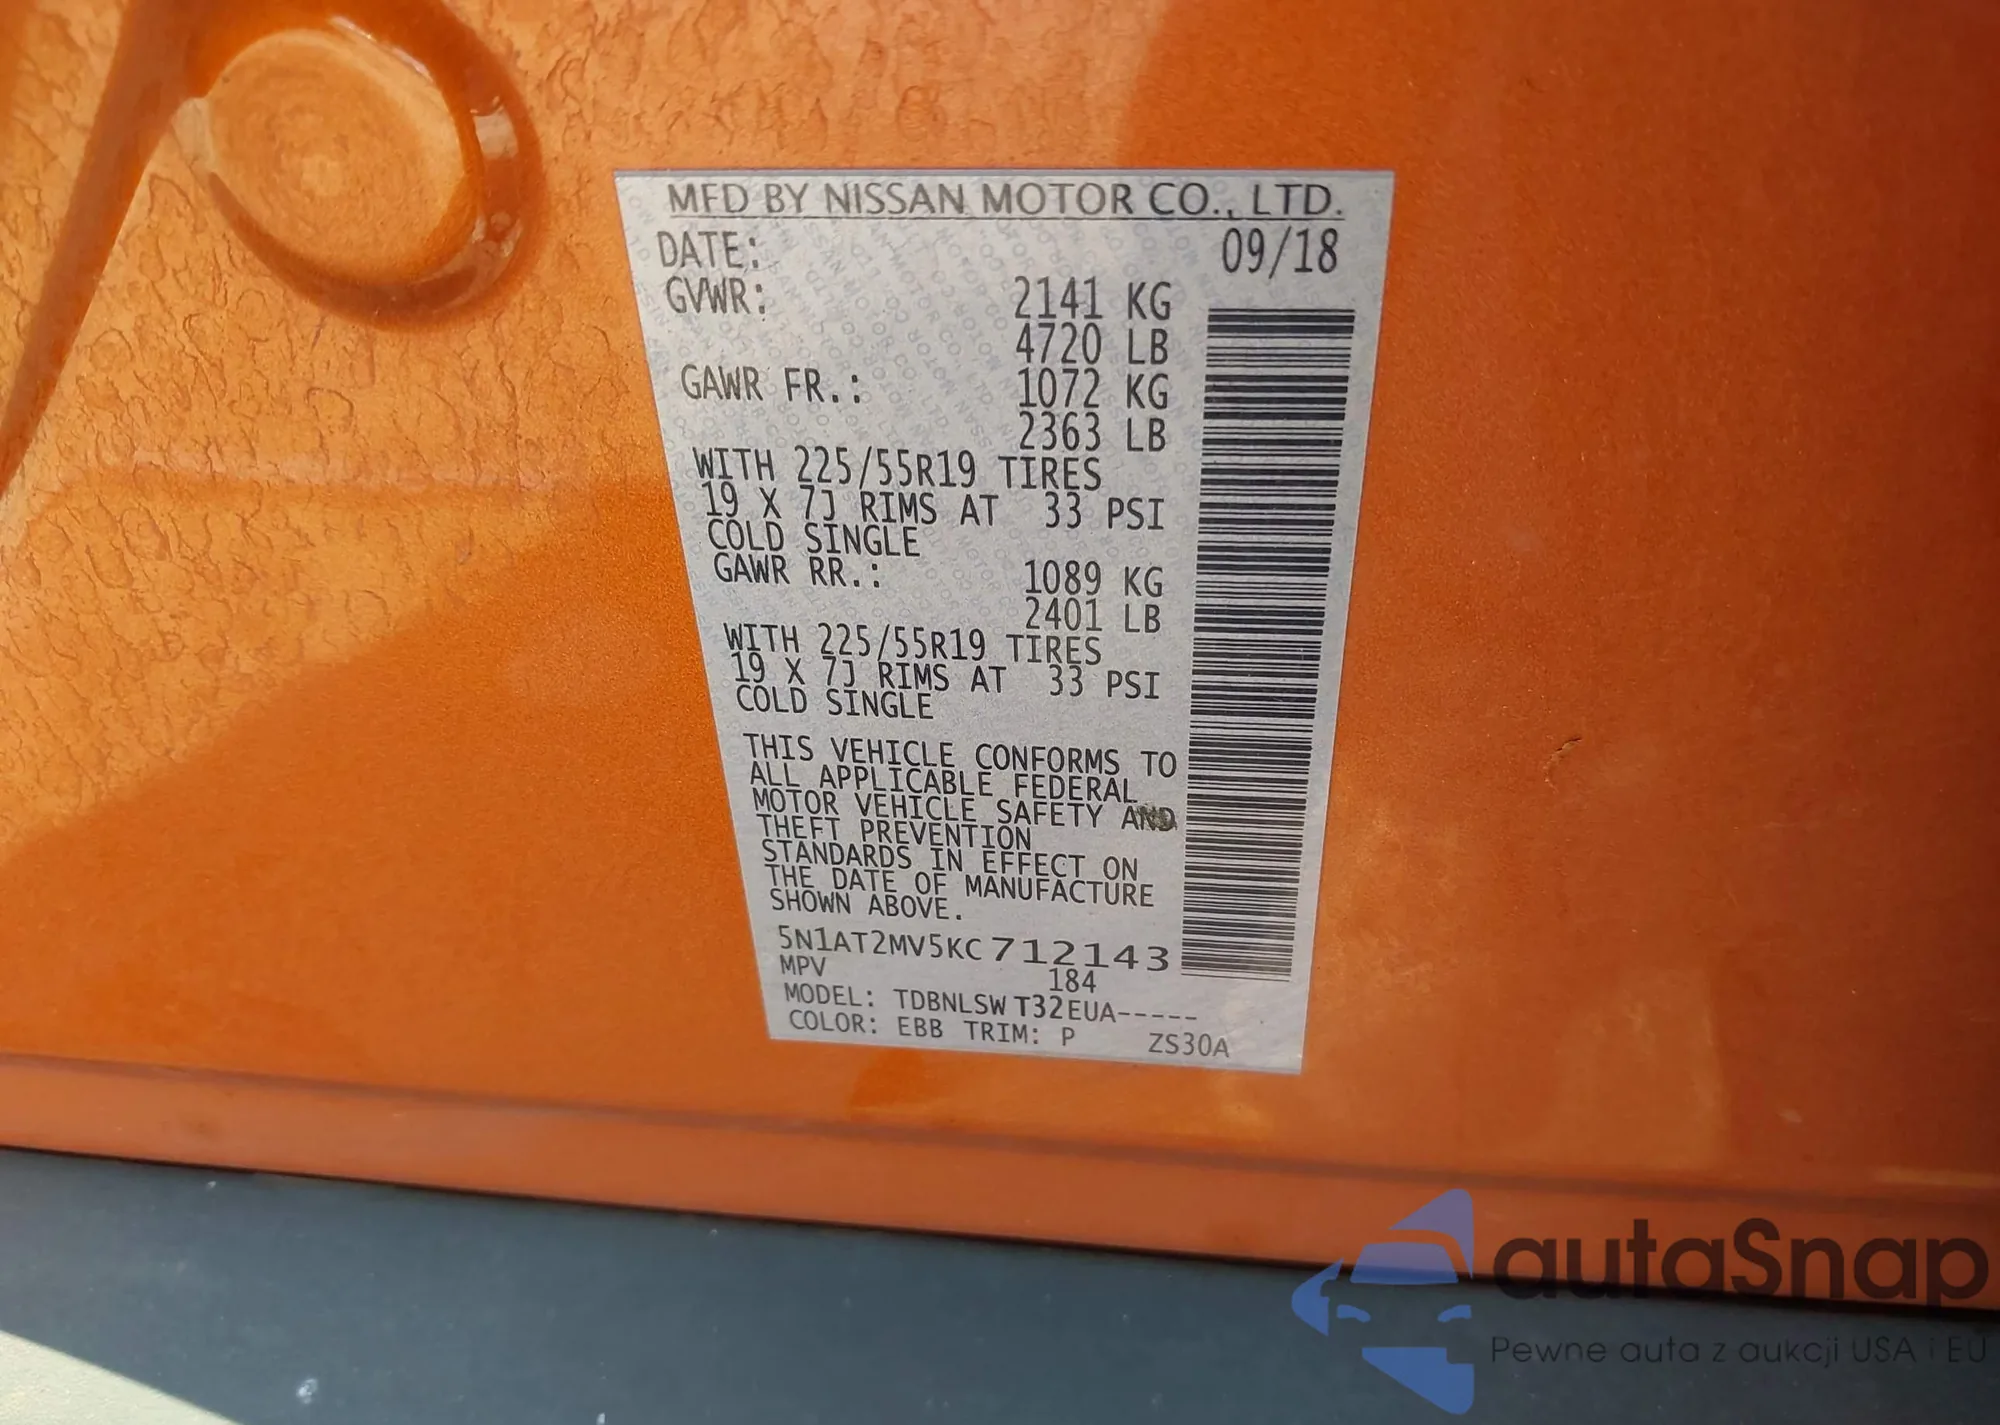 MFD BY NISSAN MOTOR CO., LTD.
DATE: 09/18
GVWR: 2141 KG
4720 LB
GAWR FR.: 1072 KG
2363 LB
WITH 225/55R19 TIRES
19 X 7J RIMS AT 33 PSI
COLD SINGLE
GAWR RR.: 1089 KG
2401 LB
WITH 225/55R19 TIRES
19 X 7J RIMS AT 33 PSI
COLD SINGLE
THIS VEHICLE CONFORMS TO
ALL APPLICABLE FEDERAL
MOTOR VEHICLE SAFETY AND
THEFT PREVENTION
STANDARDS IN EFFECT ON
THE DATE OF MANUFACTURE
SHOWN ABOVE.
5N1AT2MV5KC712143
MPV 184
MODEL: TDBNLSW T32EUA-----
COLOR: EBB TRIM: P ZS30A
autaSnap
Pewne auta z aukcji USA i EU